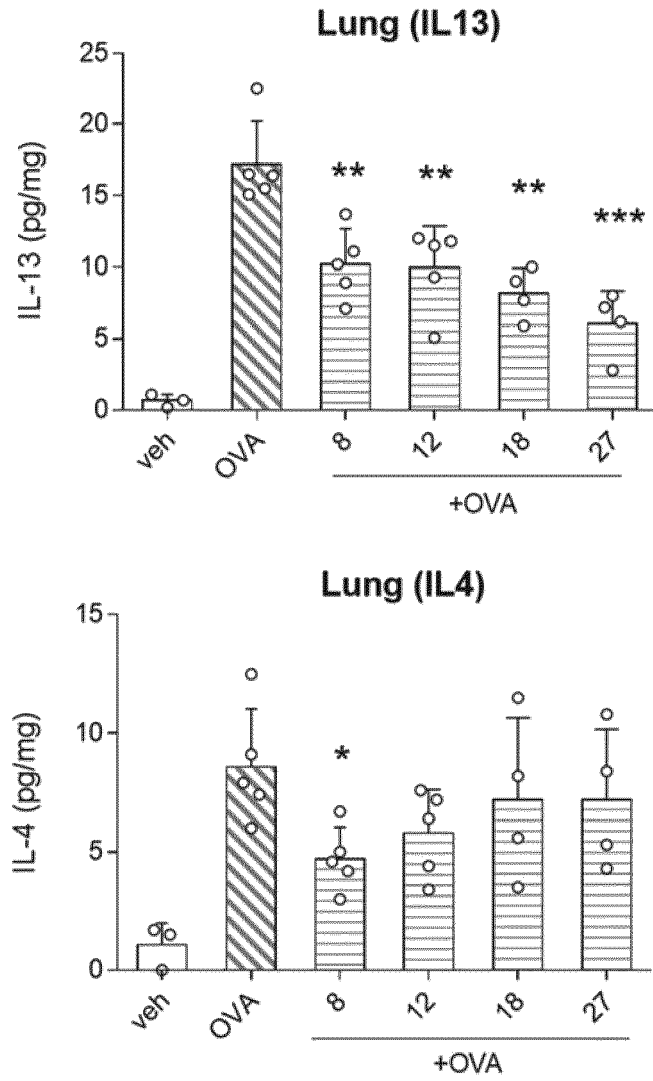 Lung (IL13)
IL-13 (pg/mg)
25
20
15
10
5
0
**
**
**
***
veh
OVA
8
12
18
27
+OVA
Lung (IL4)
IL-4 (pg/mg)
15
10
5
0
*
veh
OVA
8
12
18
27
+OVA